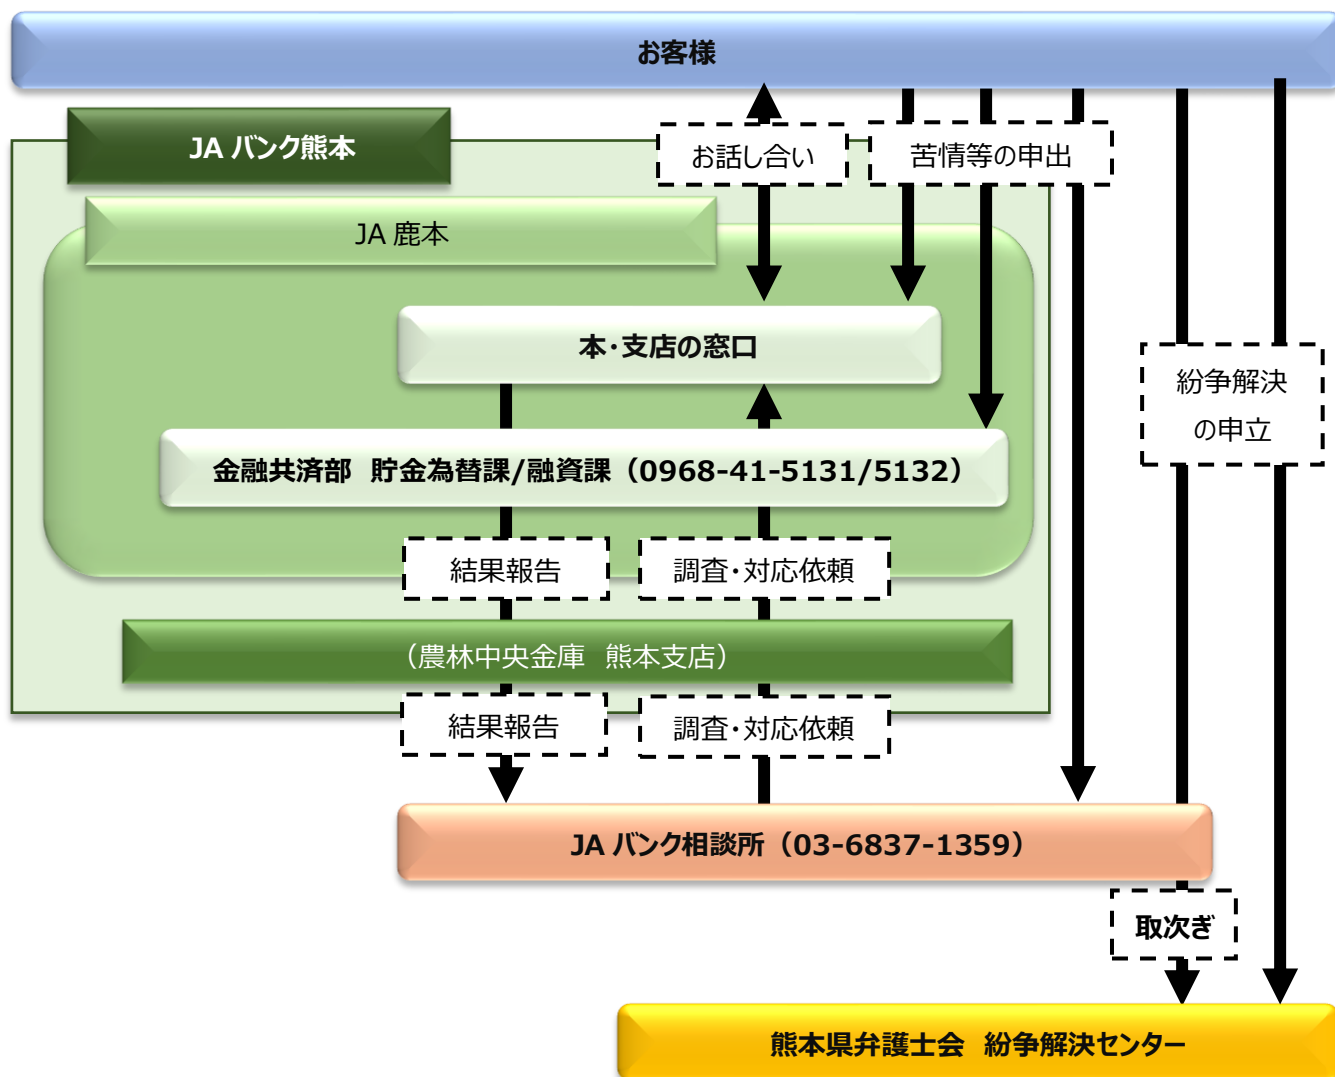 お客様
JA バンク熊本
お話し合い
苦情等の申出
JA 鹿本
本・支店の窓口
紛争解決
の申立
金融共済部　貯金為替課/融資課（0968-41-5131/5132）
結果報告
調査・対応依頼
（農林中央金庫　熊本支店）
結果報告
調査・対応依頼
JA バンク相談所（03-6837-1359）
取次ぎ
熊本県弁護士会　紛争解決センター